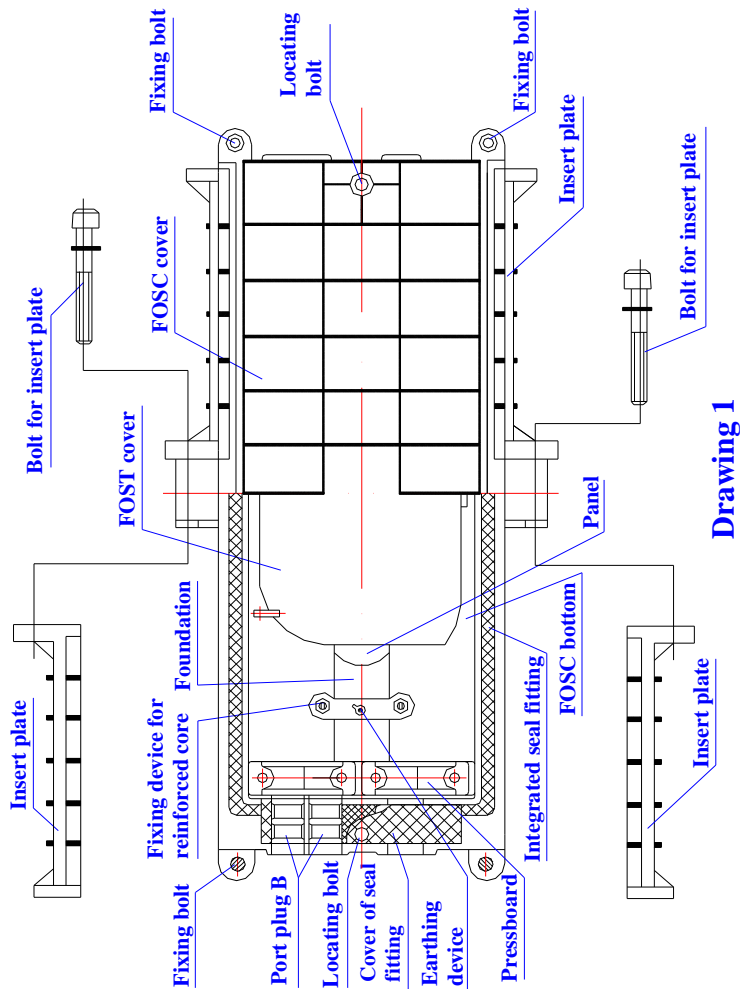 Fixing bolt
Locating
bolt
Fixing bolt
Bolt for insert plate
FOSC cover
Insert plate
Bolt for insert plate
FOST cover
Panel
Foundation
FOSC bottom
Insert plate
Fixing device for
reinforced core
Integrated seal fitting
Insert plate
Fixing bolt
Port plug B
Locating bolt
Cover of seal
fitting
Earthing
device
Pressboard
Drawing 1